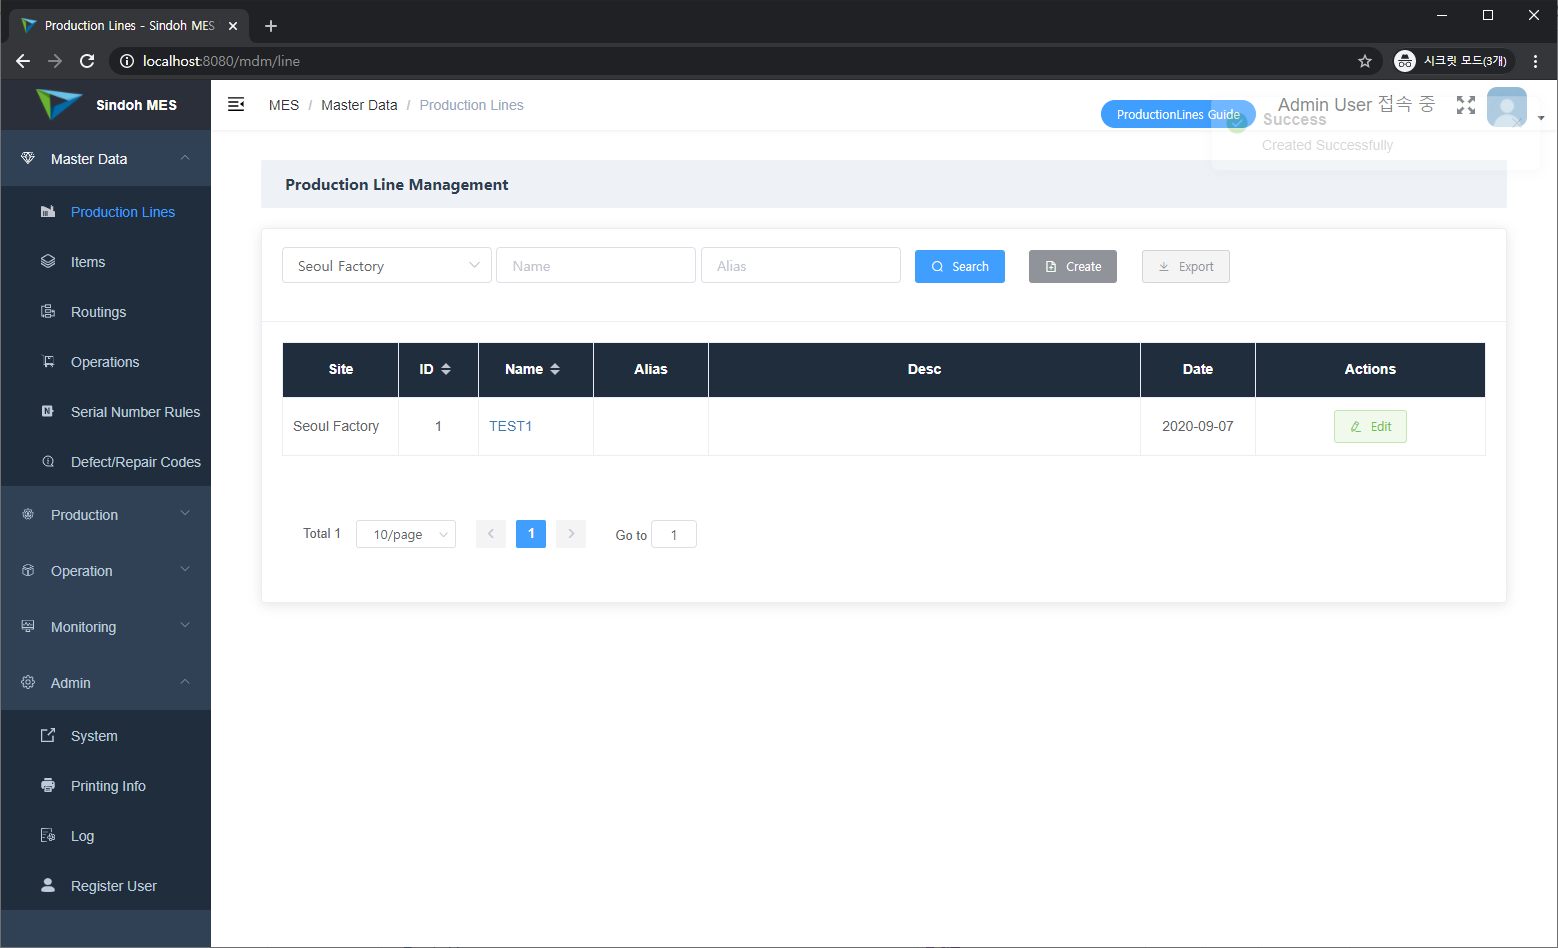 Production Lines - Sindoh MES
localhost:8080/mdm/line
시크릿 모드(3개)
Sindoh MES
MES / Master Data / Production Lines
ProductionLines Guide
Admin User 접속 중
Success
Created Successfully
Master Data
Production Lines
Items
Routings
Operations
Serial Number Rules
Defect/Repair Codes
Production
Operation
Monitoring
Admin
System
Printing Info
Log
Register User
Production Line Management
Seoul Factory Name Alias Search Create Export
Site ID Name Alias Desc Date Actions
Seoul Factory 1 TEST1 2020-09-07 Edit
Total 1 10/page 1 Go to 1